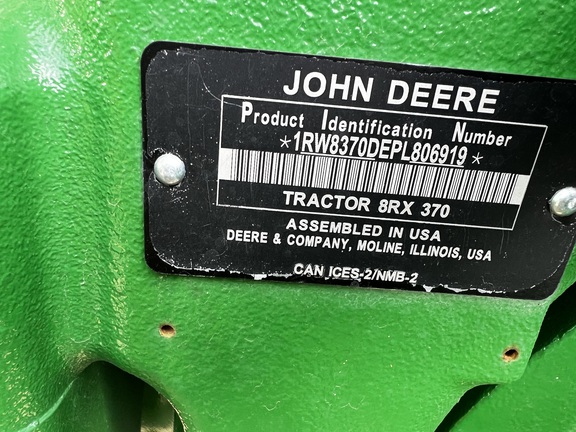 JOHN DEERE
Product Identification Number
*1RW8370DEPL806919*
TRACTOR 8RX 370
ASSEMBLED IN USA
DEERE & COMPANY, MOLINE, ILLINOIS, USA
CAN ICES-2/NMB-2